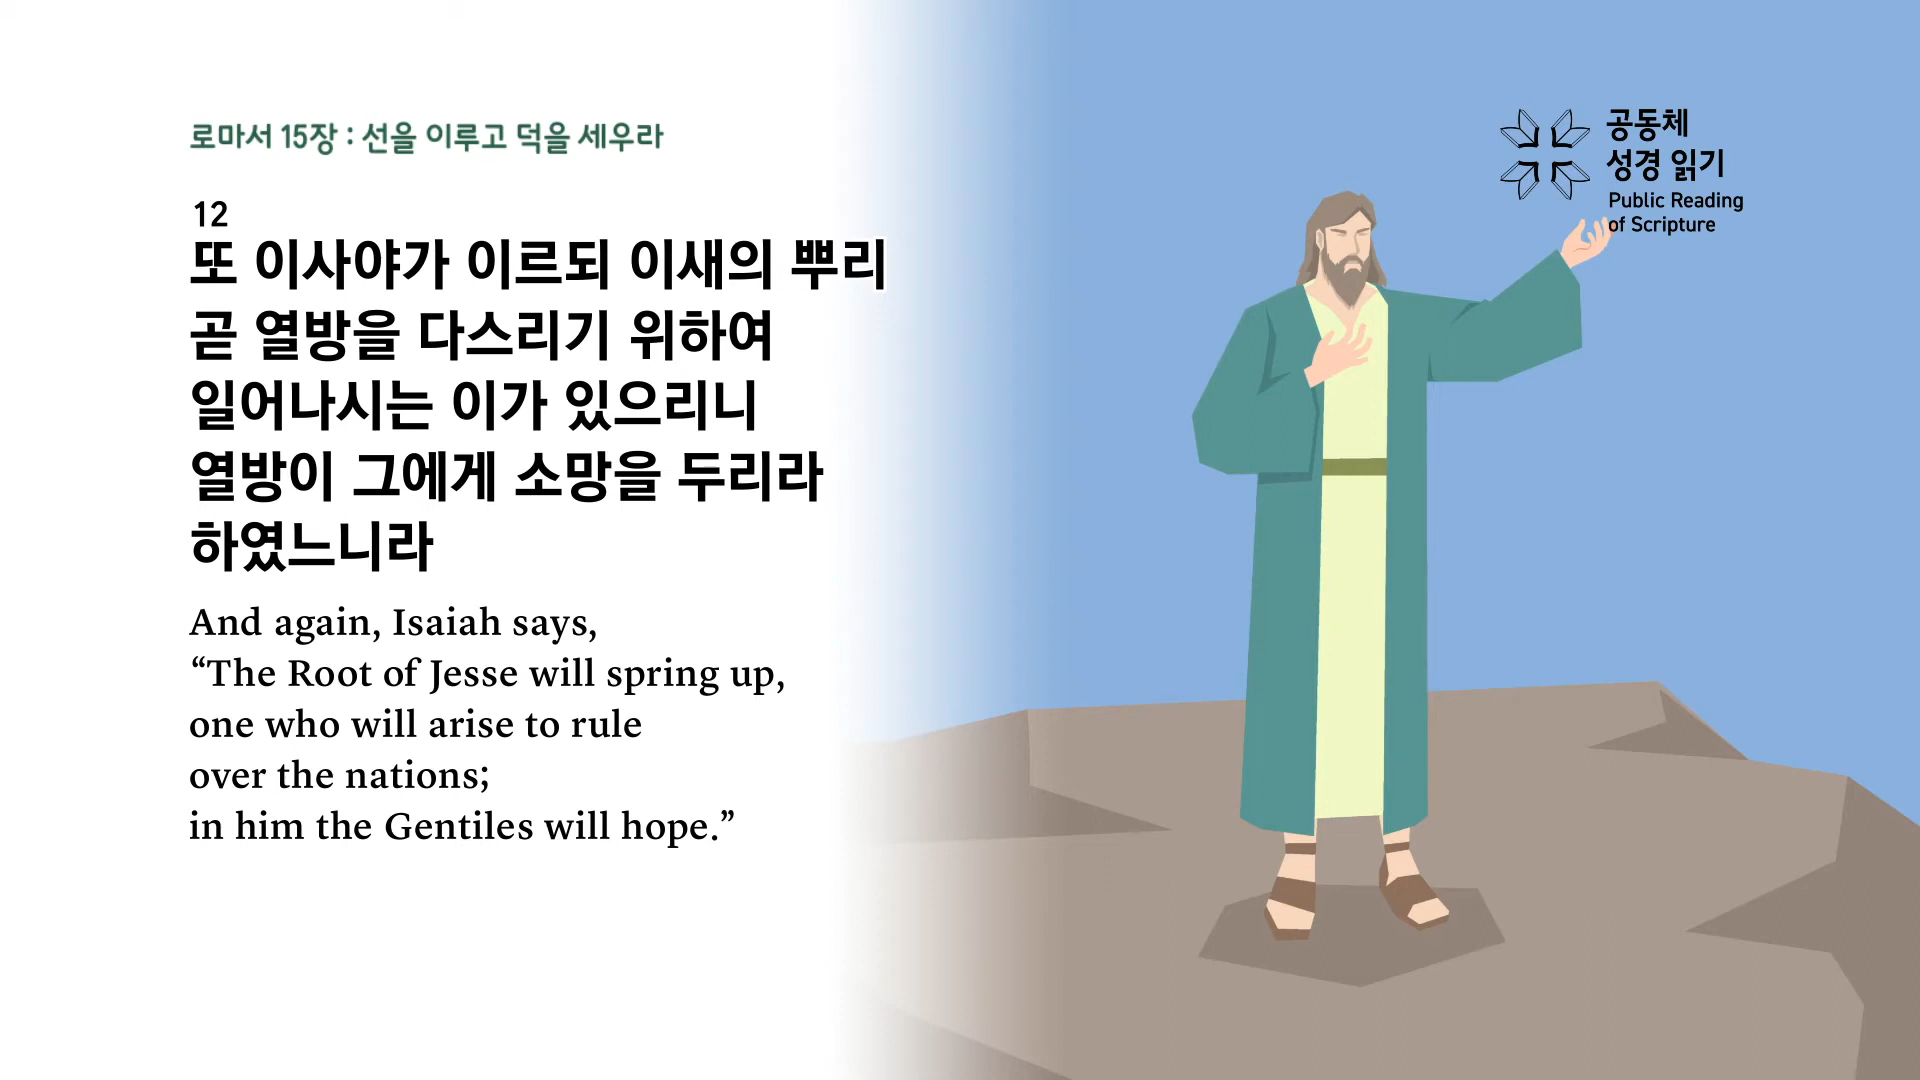 로마서 15장 : 선을 이루고 덕을 세우라
12
또 이사야가 이르되 이새의 뿌리
곧 열방을 다스리기 위하여
일어나시는 이가 있으리니
열방이 그에게 소망을 두리라
하였느니라
And again, Isaiah says,
“The Root of Jesse will spring up,
one who will arise to rule
over the nations;
in him the Gentiles will hope.”
공동체
성경 읽기
Public Reading
of Scripture